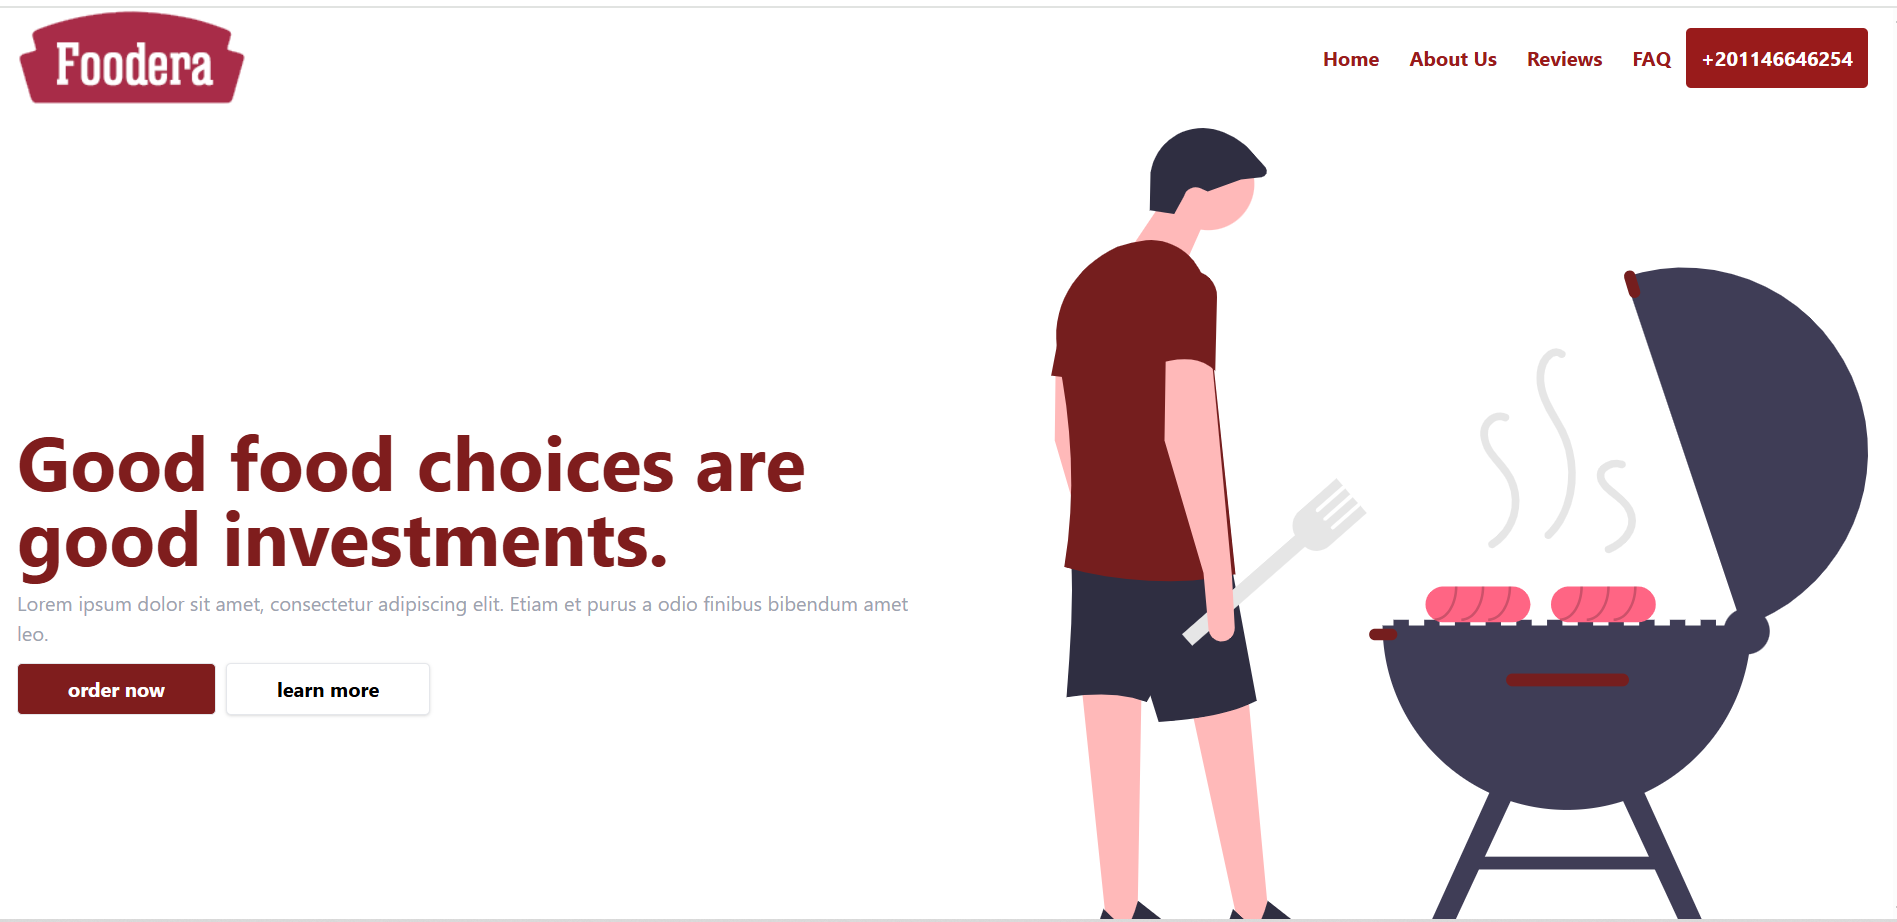 Foodera
Home
About Us
Reviews
FAQ
+201146646254
Good food choices are
good investments.
Lorem ipsum dolor sit amet, consectetur adipiscing elit. Etiam et purus a odio finibus bibendum amet
leo.
order now
learn more